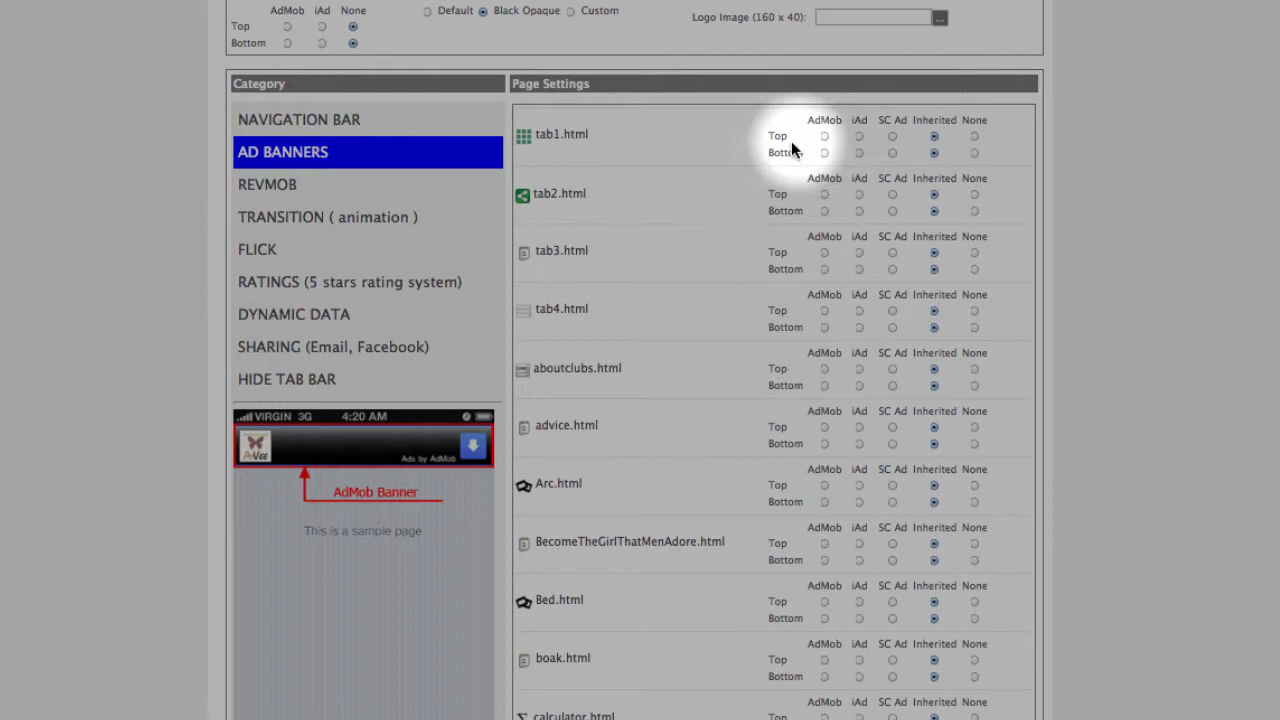 AdMob iAd None
Default Black Opaque Custom
Logo Image (160 x 40): ...
Top
Bottom
Category
NAVIGATION BAR
AD BANNERS
REVMOB
TRANSITION ( animation )
FLICK
RATINGS (5 stars rating system)
DYNAMIC DATA
SHARING (Email, Facebook)
HIDE TAB BAR
VIRGIN 3G 4:20 AM
Ads by AdMob
AdMob Banner
This is a sample page
Page Settings
AdMob iAd SC Ad Inherited None
tab1.html
Top
AdMob iAd SC Ad Inherited None
tab2.html
Top
Bottom
AdMob iAd SC Ad Inherited None
tab3.html
Top
Bottom
AdMob iAd SC Ad Inherited None
tab4.html
Top
Bottom
AdMob iAd SC Ad Inherited None
aboutclubs.html
Top
Bottom
AdMob iAd SC Ad Inherited None
advice.html
Top
Bottom
AdMob iAd SC Ad Inherited None
Arc.html
Top
Bottom
AdMob iAd SC Ad Inherited None
BecomeTheGirlThatMenAdore.html
Top
Bottom
AdMob iAd SC Ad Inherited None
Bed.html
Top
Bottom
AdMob iAd SC Ad Inherited None
boak.html
Top
Bottom
AdMob iAd SC Ad Inherited None
calculator.html
Top